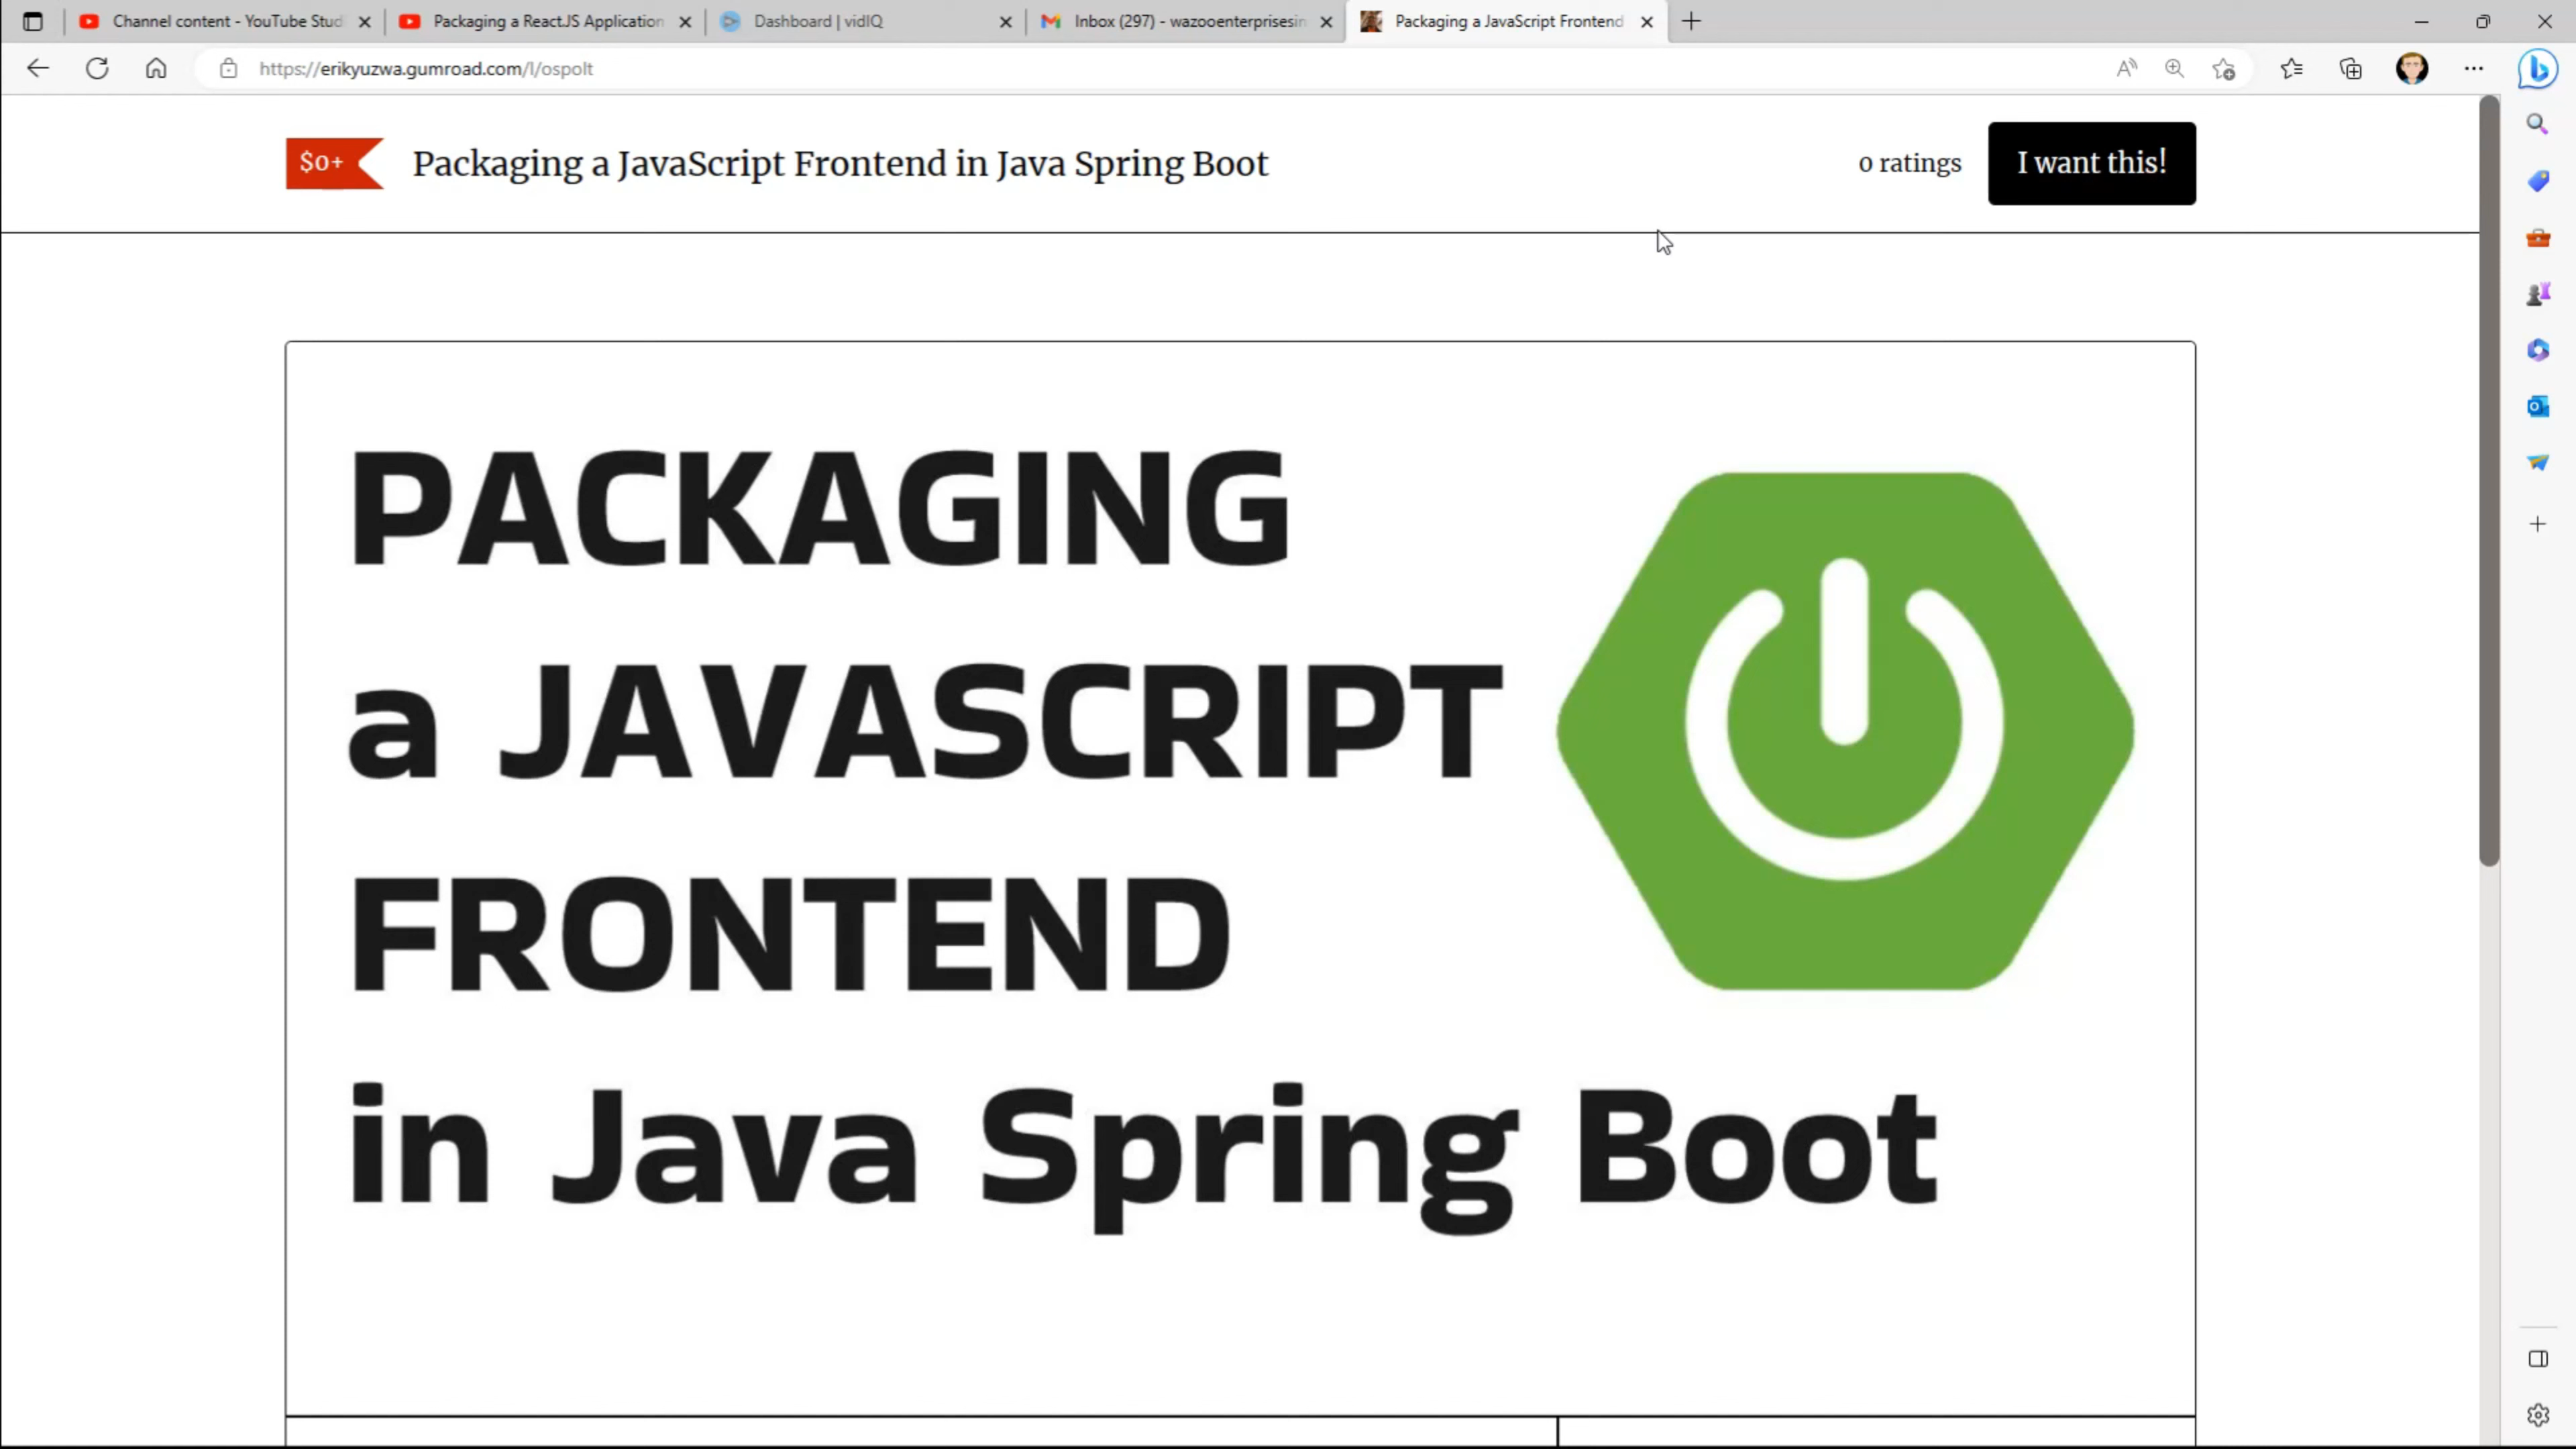 Channel content - YouTube Stud
Packaging a React.JS Application
Dashboard | vidIQ
Inbox (297) - wazooenterprisesin
Packaging a JavaScript Frontend
https://erikyuzwa.gumroad.com/l/ospolt
$0+
Packaging a JavaScript Frontend in Java Spring Boot
0 ratings
I want this!
PACKAGING
a JAVASCRIPT
FRONTEND
in Java Spring Boot